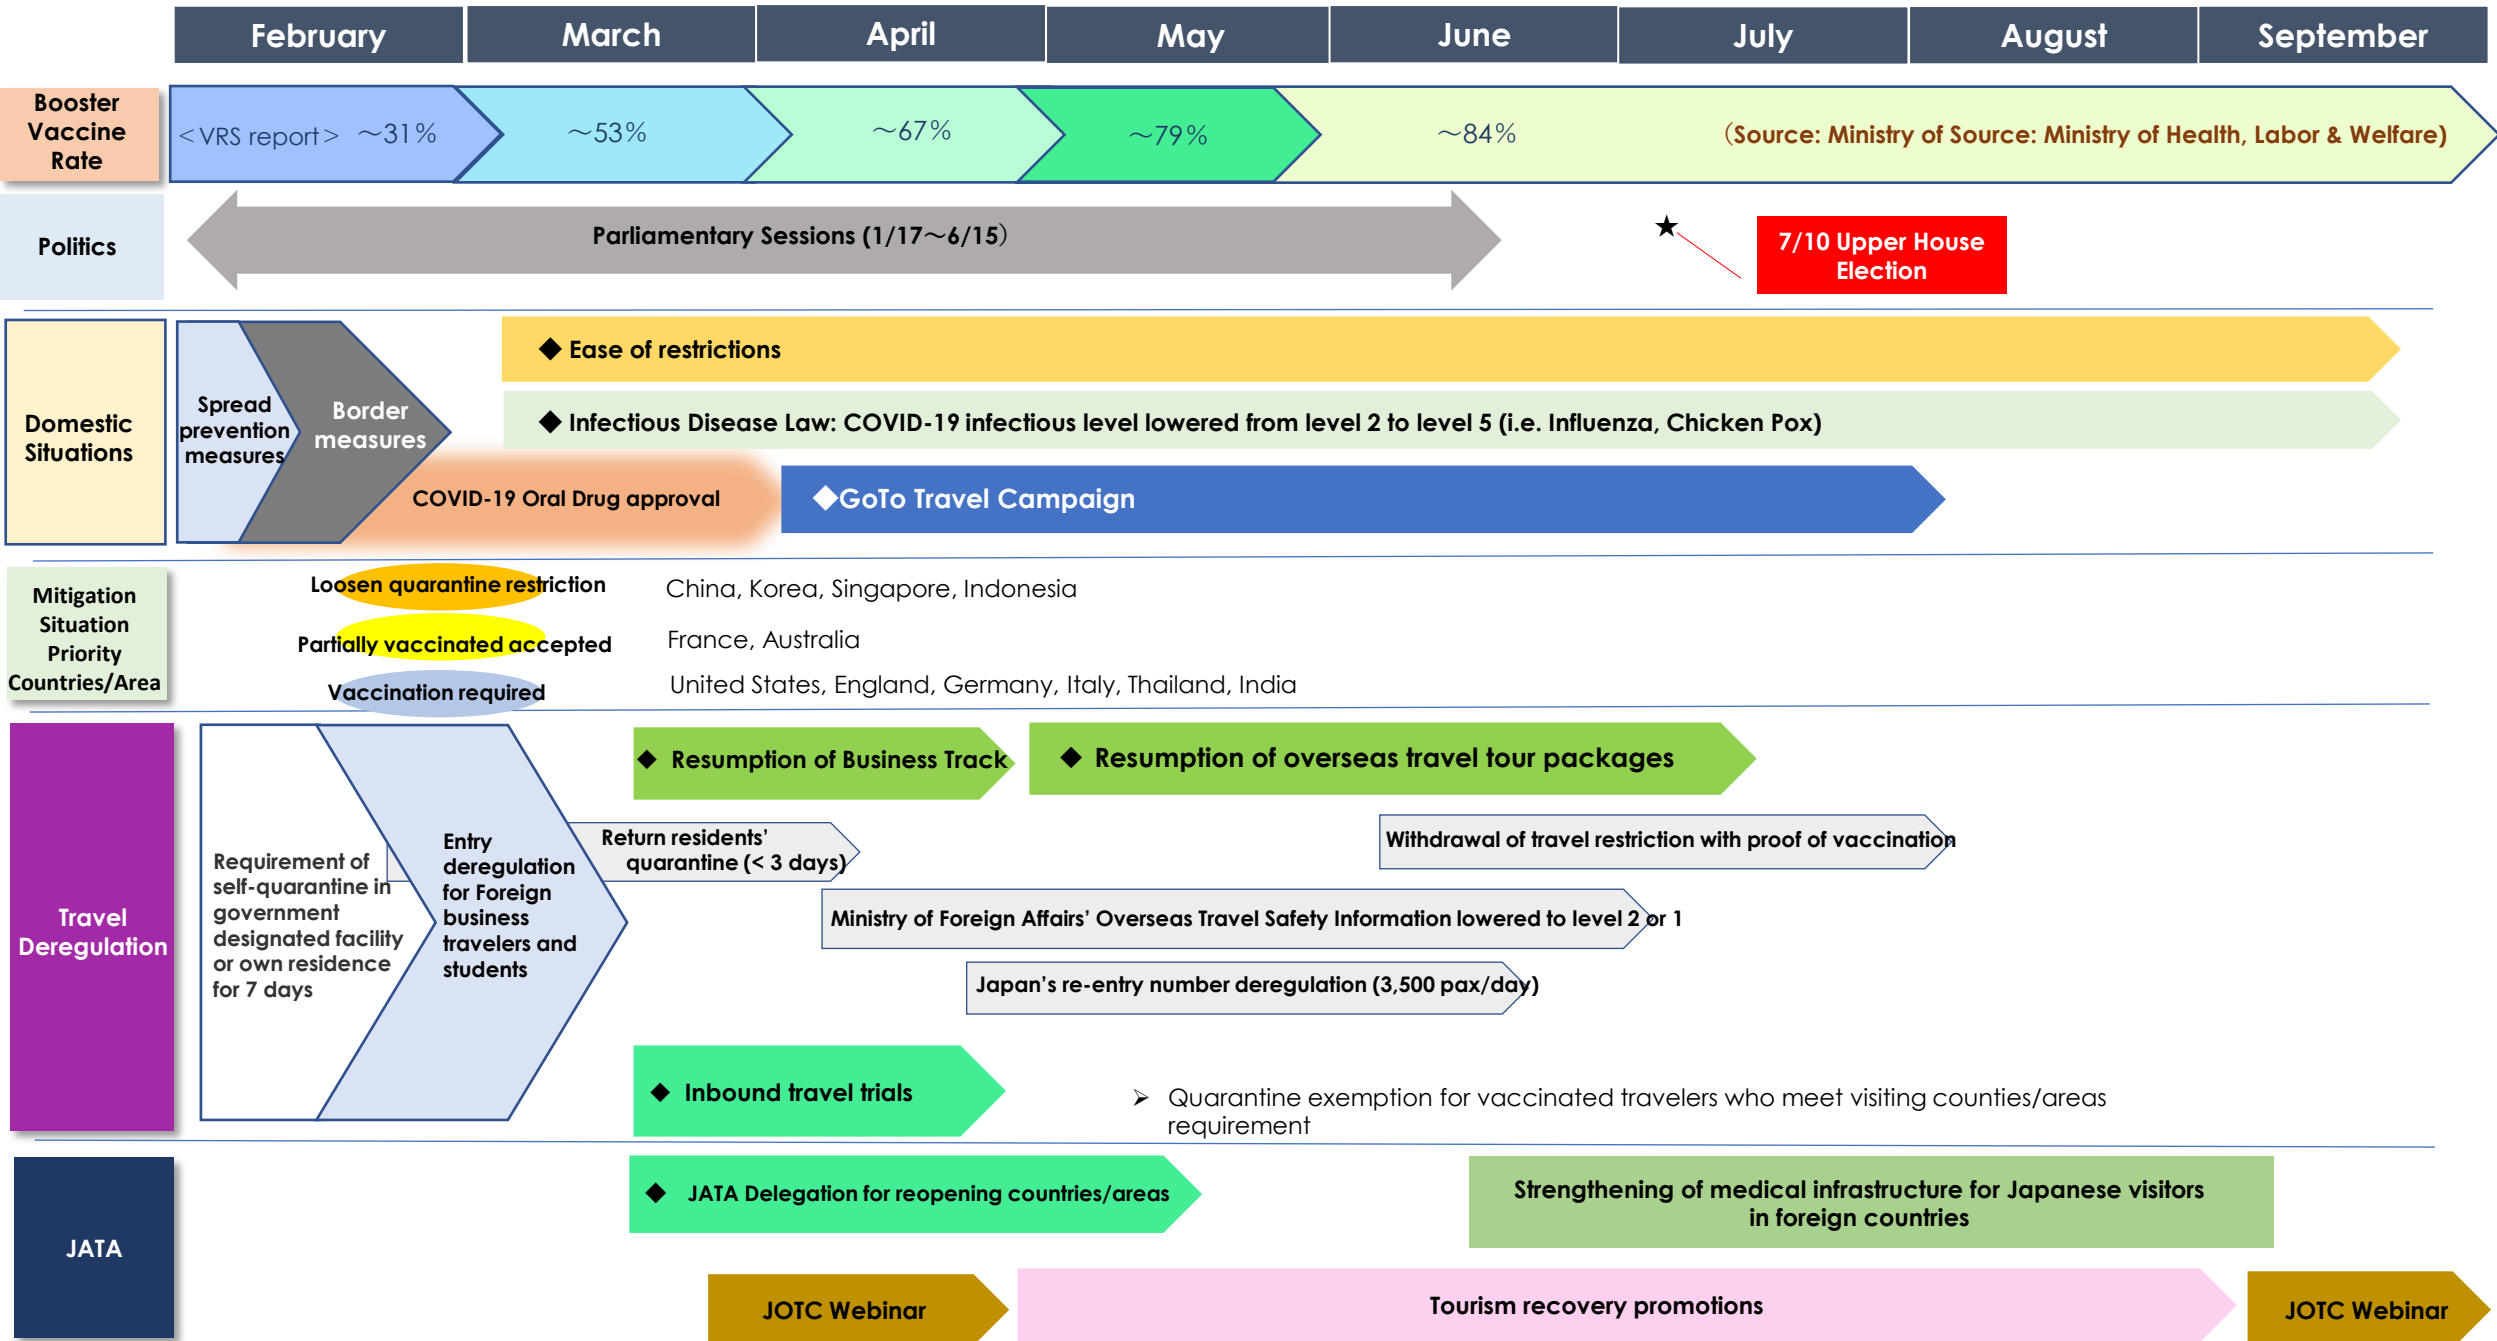 February
March
April
May
June
July
August
September
Booster
Vaccine
Rate
＜VRS report＞ ～31%
～53%
～67%
～79%
～84%
（Source: Ministry of Source: Ministry of Health, Labor & Welfare)
Politics
Parliamentary Sessions (1/17～6/15）
★
7/10 Upper House
Election
Domestic
Situations
Spread
prevention
measures
Border
measures
◆ Ease of restrictions
◆ Infectious Disease Law: COVID-19 infectious level lowered from level 2 to level 5 (i.e. Influenza, Chicken Pox)
COVID-19 Oral Drug approval
◆GoTo Travel Campaign
Mitigation
Situation
Priority
Countries/Area
Loosen quarantine restriction
China, Korea, Singapore, Indonesia
Partially vaccinated accepted
France, Australia
Vaccination required
United States, England, Germany, Italy, Thailand, India
Travel
Deregulation
Requirement of
self-quarantine in
government
designated facility
or own residence
for 7 days
Entry
deregulation
for Foreign
business
travelers and
students
◆ Resumption of Business Track
◆ Resumption of overseas travel tour packages
Return residents’
quarantine (< 3 days)
Withdrawal of travel restriction with proof of vaccination
Ministry of Foreign Affairs’ Overseas Travel Safety Information lowered to level 2 or 1
Japan’s re-entry number deregulation (3,500 pax/day)
◆ Inbound travel trials
➢ Quarantine exemption for vaccinated travelers who meet visiting counties/areas
requirement
JATA
◆ JATA Delegation for reopening countries/areas
Strengthening of medical infrastructure for Japanese visitors
in foreign countries
JOTC Webinar
Tourism recovery promotions
JOTC Webinar